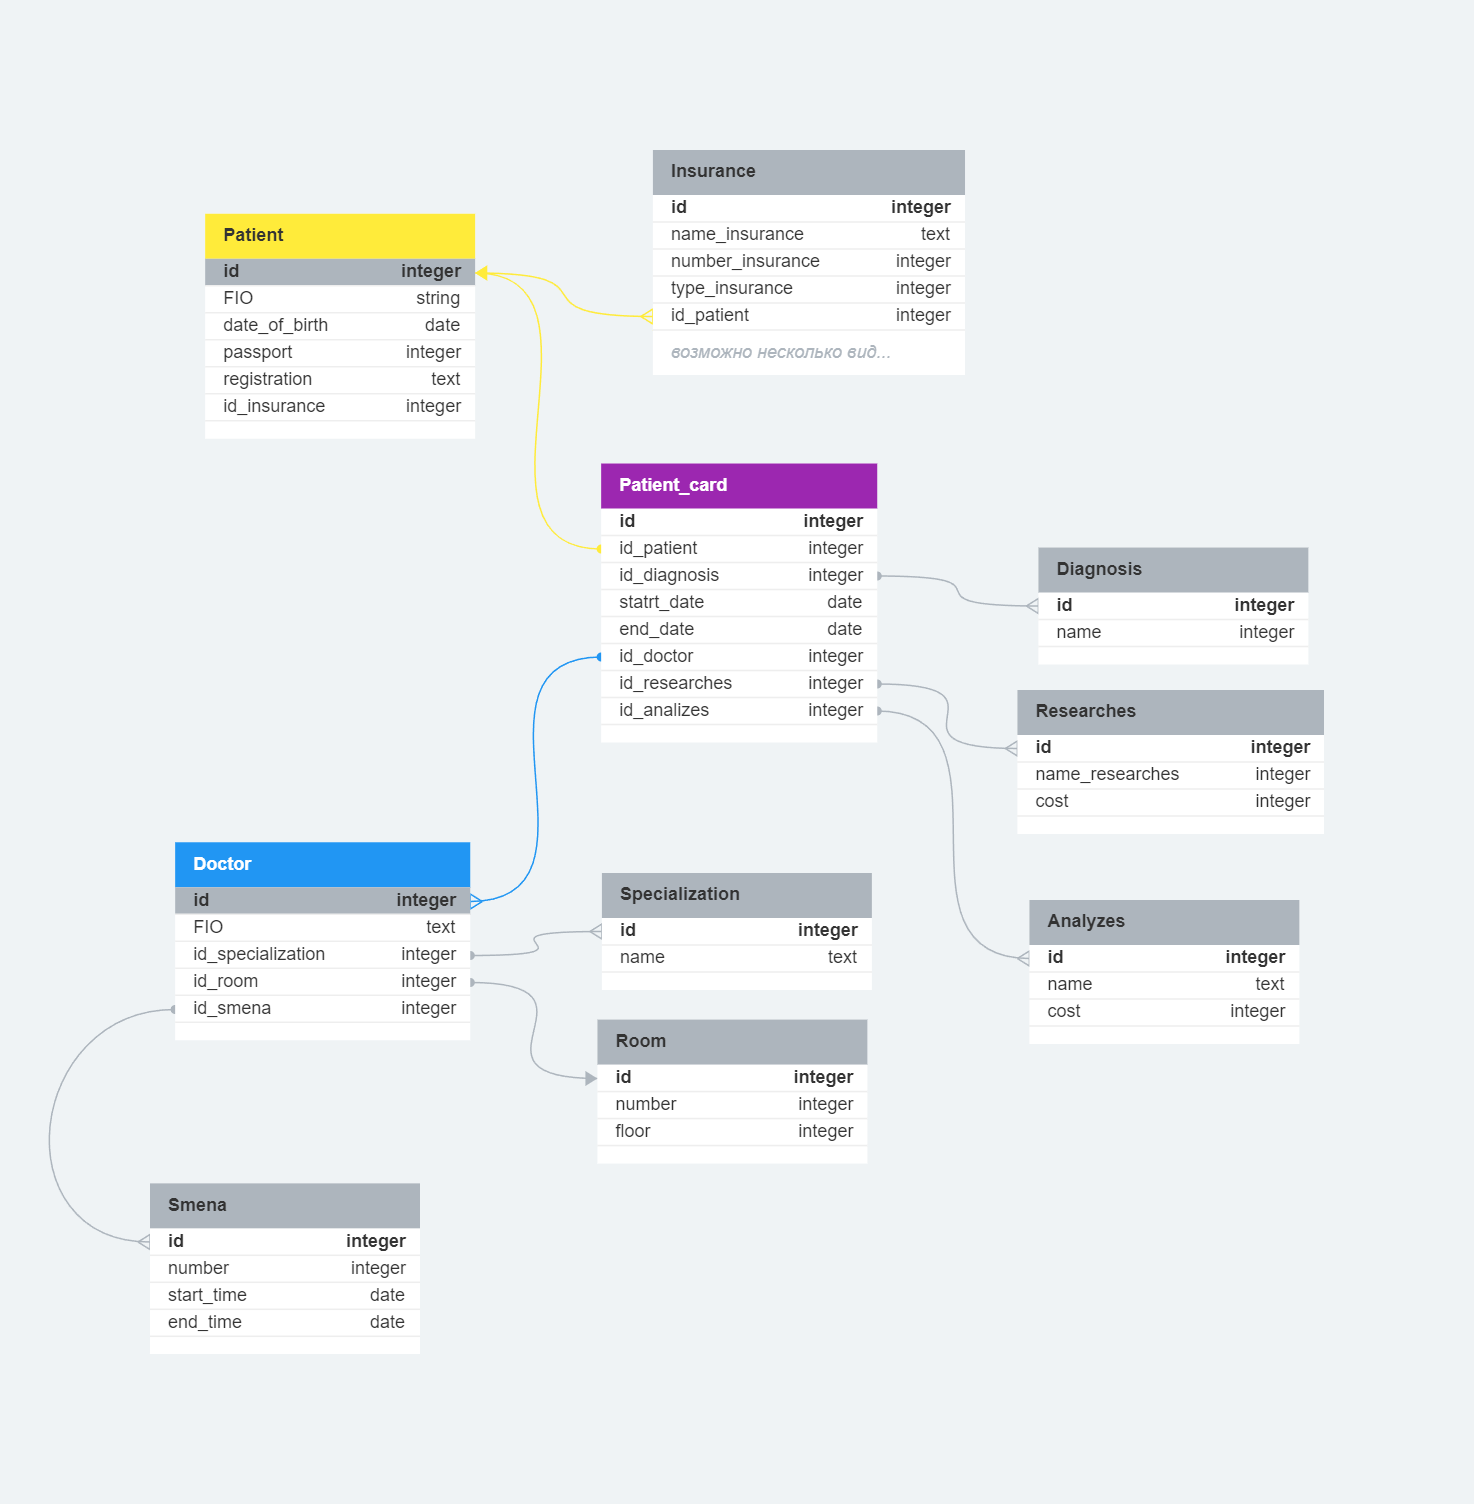 Insurance
id integer
name_insurance text
number_insurance integer
type_insurance integer
id_patient integer
возможно несколько вид...
Patient
id integer
FIO string
date_of_birth date
passport integer
registration text
id_insurance integer
Patient_card
id integer
id_patient integer
id_diagnosis integer
statrt_date date
end_date date
id_doctor integer
id_researches integer
id_analizes integer
Diagnosis
id integer
name integer
Researches
id integer
name_researches integer
cost integer
Doctor
id integer
FIO text
id_specialization integer
id_room integer
id_smena integer
Specialization
id integer
name text
Analyzes
id integer
name text
cost integer
Room
id integer
number integer
floor integer
Smena
id integer
number integer
start_time date
end_time date